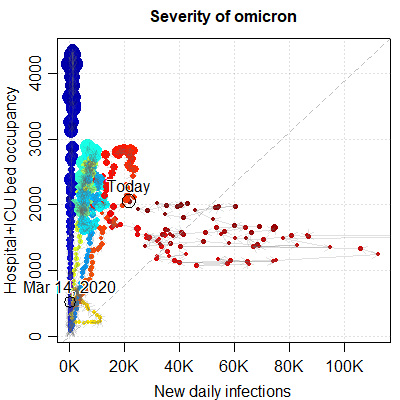 Severity of omicron
Hospital+ICU bed occupancy
4000
3000
2000
1000
0
Today
Mar 14, 2020
0K
20K
40K
60K
80K
100K
New daily infections